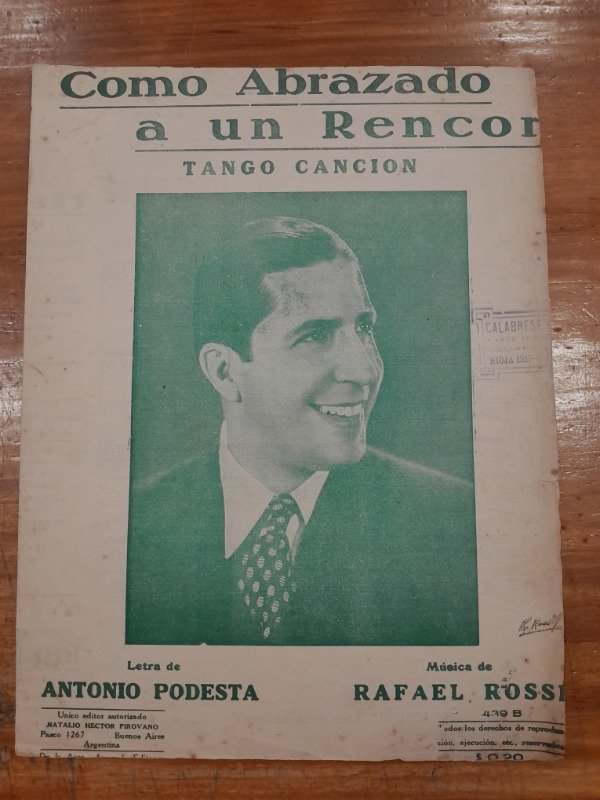 Como Abrazado
a un Rencor
TANGO CANCION
CALABRESE
RIOJA 1217
Letra de
ANTONIO PODESTA
Música de
RAFAEL ROSSI
Unico editor autorizado
NATALIO HECTOR PIROVANO
Paseo 1267 Buenos Aires
Argentina
439 B
odos los derechos de reproduc
ción, ejecución, etc., reservados
$ 0.20